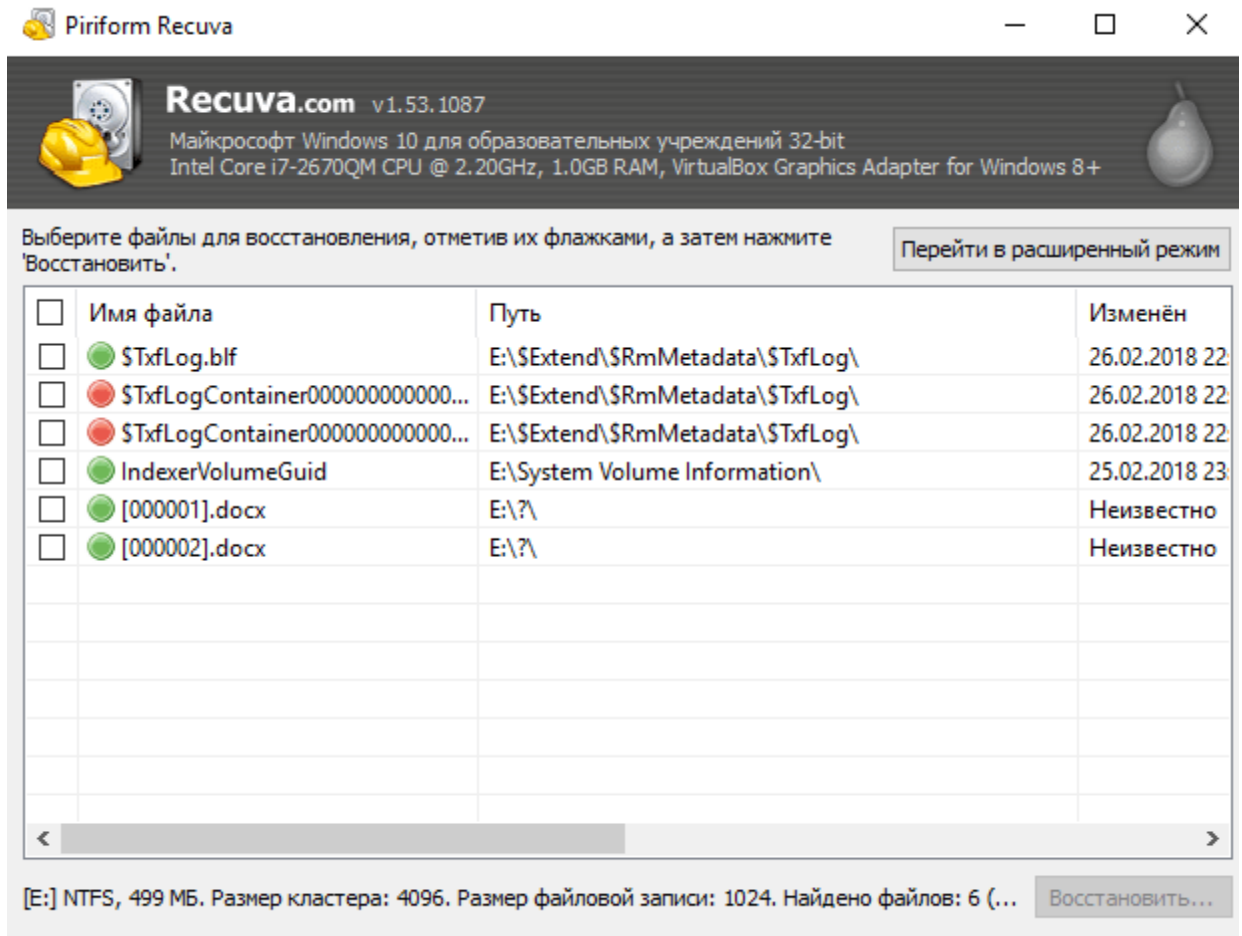 Piriform Recuva
Recuva.com v1.53.1087
Майкрософт Windows 10 для образовательных учреждений 32-bit
Intel Core i7-2670QM CPU @ 2.20GHz, 1.0GB RAM, VirtualBox Graphics Adapter for Windows 8+
Выберите файлы для восстановления, отметив их флажками, а затем нажмите
'Восстановить'.
Перейти в расширенный режим
Имя файла Путь Изменён
$TxfLog.blf E:\$Extend\$RmMetadata\$TxfLog\ 26.02.2018 22:
$TxfLogContainer000000000000... E:\$Extend\$RmMetadata\$TxfLog\ 26.02.2018 22:
$TxfLogContainer000000000000... E:\$Extend\$RmMetadata\$TxfLog\ 26.02.2018 22:
IndexerVolumeGuid E:\System Volume Information\ 25.02.2018 23:
[000001].docx E:\?\ Неизвестно
[000002].docx E:\?\ Неизвестно
[E:] NTFS, 499 МБ. Размер кластера: 4096. Размер файловой записи: 1024. Найдено файлов: 6 (... Восстановить...